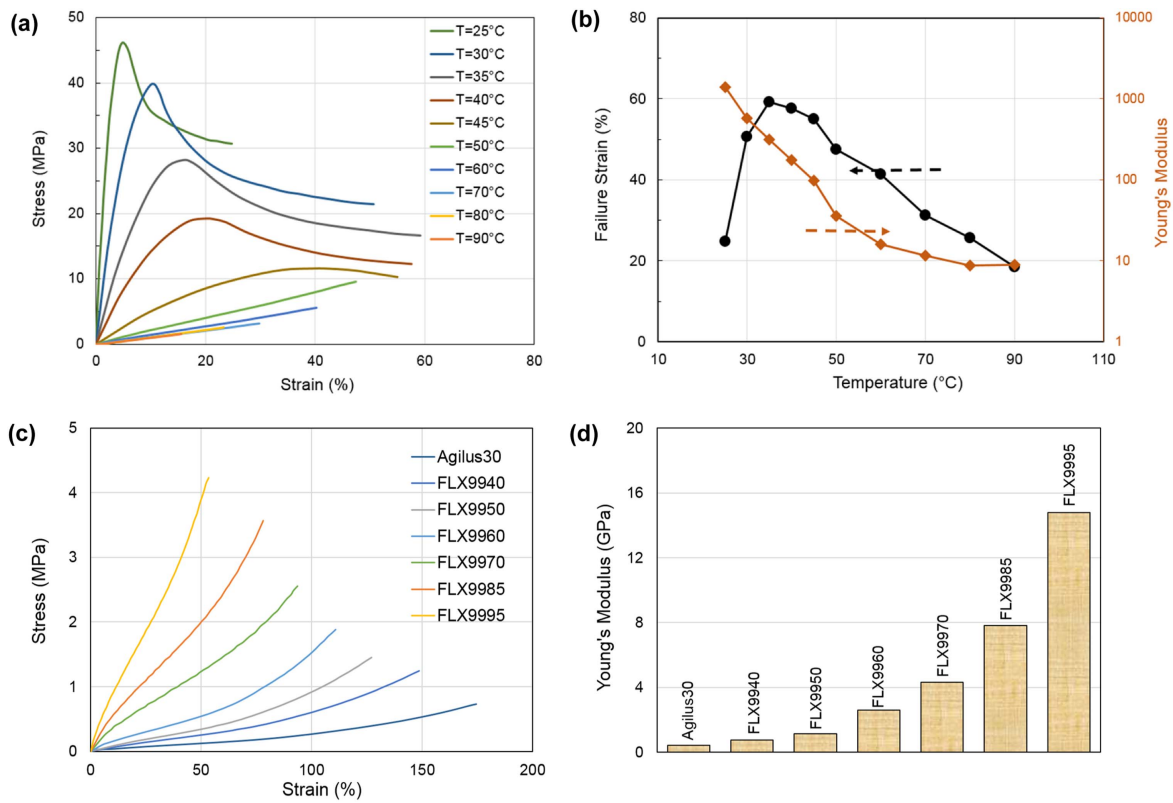 (a)
50
40
30
20
10
0
Stress (MPa)
T=25°C
T=30°C
T=35°C
T=40°C
T=45°C
T=50°C
T=60°C
T=70°C
T=80°C
T=90°C
0 20 40 60 80
Strain (%)
(b)
80
60
40
20
0
Failure Strain (%)
10000
1000
100
10
1
Young's Modulus
10 30 50 70 90 110
Temperature (°C)
(c)
5
4
3
2
1
0
Stress (MPa)
Agilus30
FLX9940
FLX9950
FLX9960
FLX9970
FLX9985
FLX9995
0 50 100 150 200
Strain (%)
(d)
20
16
12
8
4
0
Young's Modulus (GPa)
Agilus30
FLX9940
FLX9950
FLX9960
FLX9970
FLX9985
FLX9995